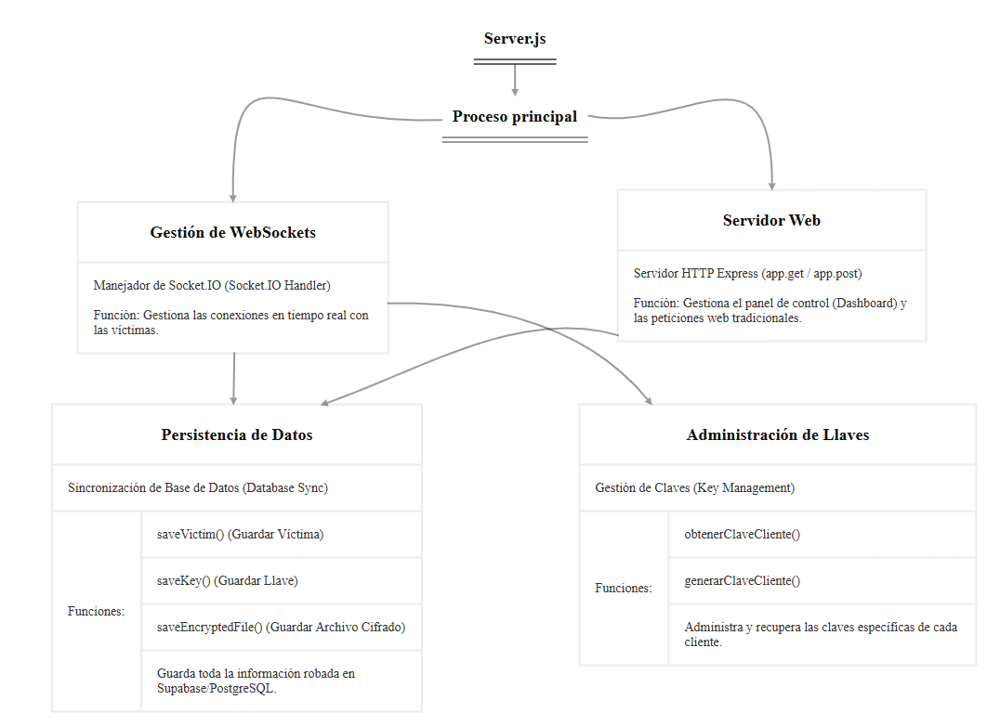 Server.js
Proceso principal
Gestión de WebSockets
Manejador de Socket.IO (Socket.IO Handler)
Función: Gestiona las conexiones en tiempo real con
las víctimas.
Servidor Web
Servidor HTTP Express (app.get / app.post)
Función: Gestiona el panel de control (Dashboard) y
las peticiones web tradicionales.
Persistencia de Datos
Sincronización de Base de Datos (Database Sync)
Funciones:
saveVictim() (Guardar Víctima)
saveKey() (Guardar Llave)
saveEncryptedFile() (Guardar Archivo Cifrado)
Guarda toda la información robada en
Supabase/PostgreSQL.
Administración de Llaves
Gestión de Claves (Key Management)
Funciones:
obtenerClaveCliente()
generarClaveCliente()
Administra y recupera las claves específicas de cada
cliente.